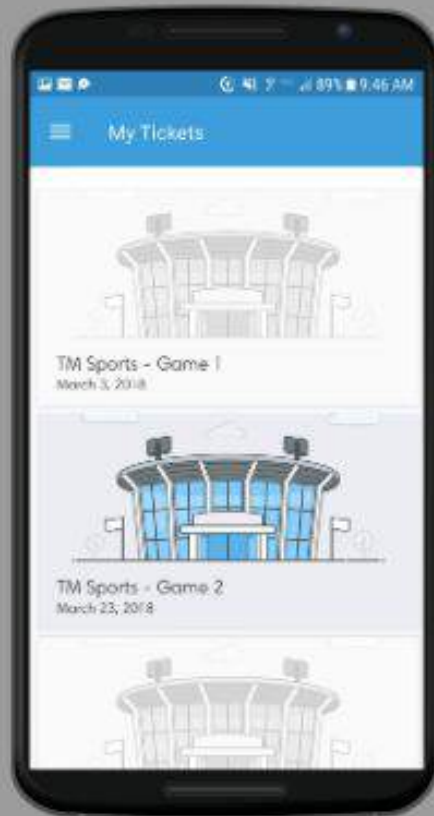 89% 9:46 AM
My Tickets
TM Sports - Game 1
March 3, 2018
TM Sports - Game 2
March 23, 2018